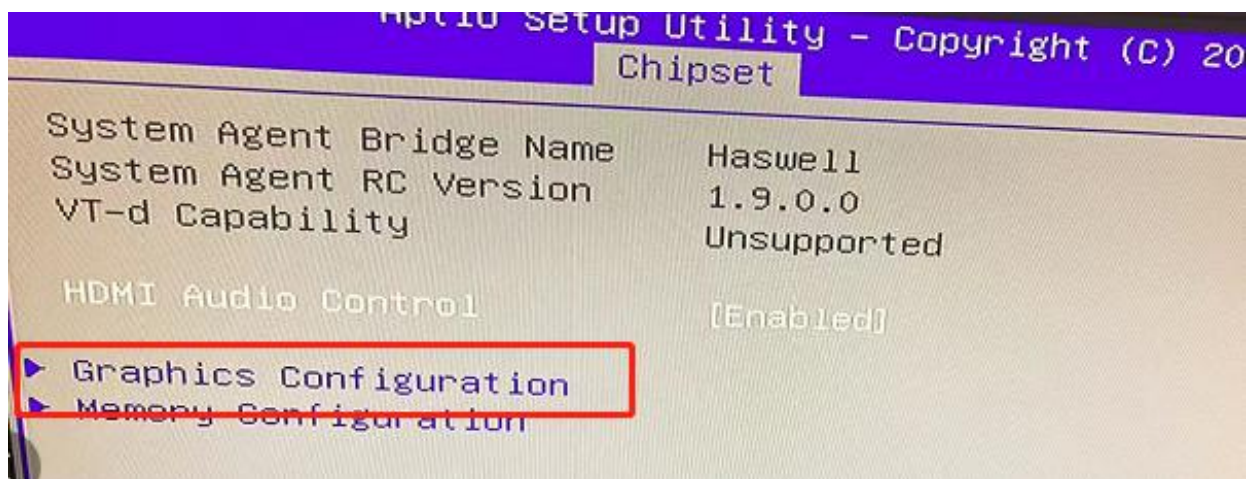 Aptio Setup Utility – Copyright (C) 20
Chipset
System Agent Bridge Name Haswell
System Agent RC Version 1.9.0.0
VT-d Capability Unsupported
HDMI Audio Control [Enabled]
Graphics Configuration
Memory Configuration